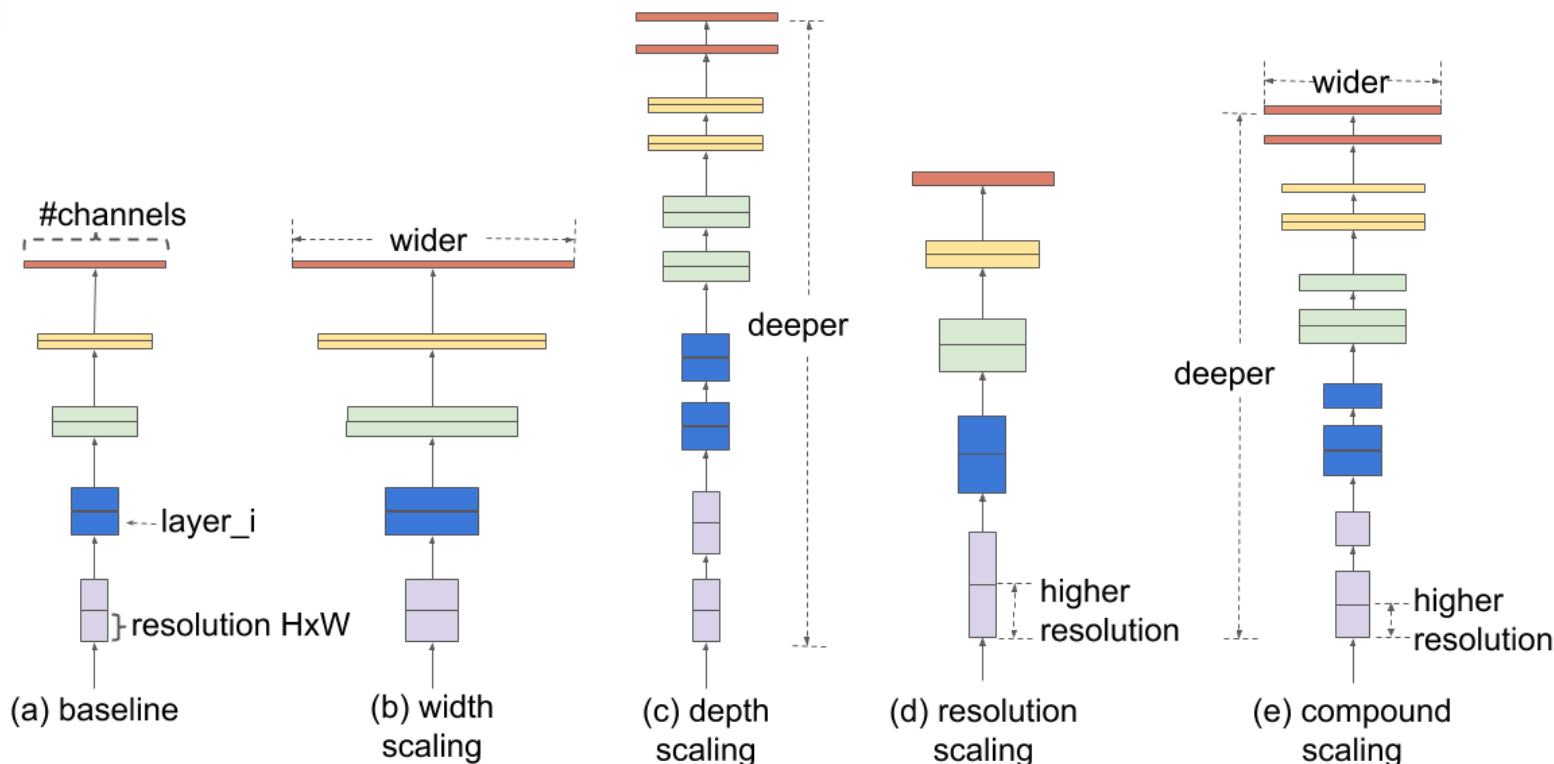 #channels
layer_i
resolution HxW
(a) baseline
wider
(b) width
scaling
deeper
(c) depth
scaling
higher
resolution
(d) resolution
scaling
wider
deeper
higher
resolution
(e) compound
scaling